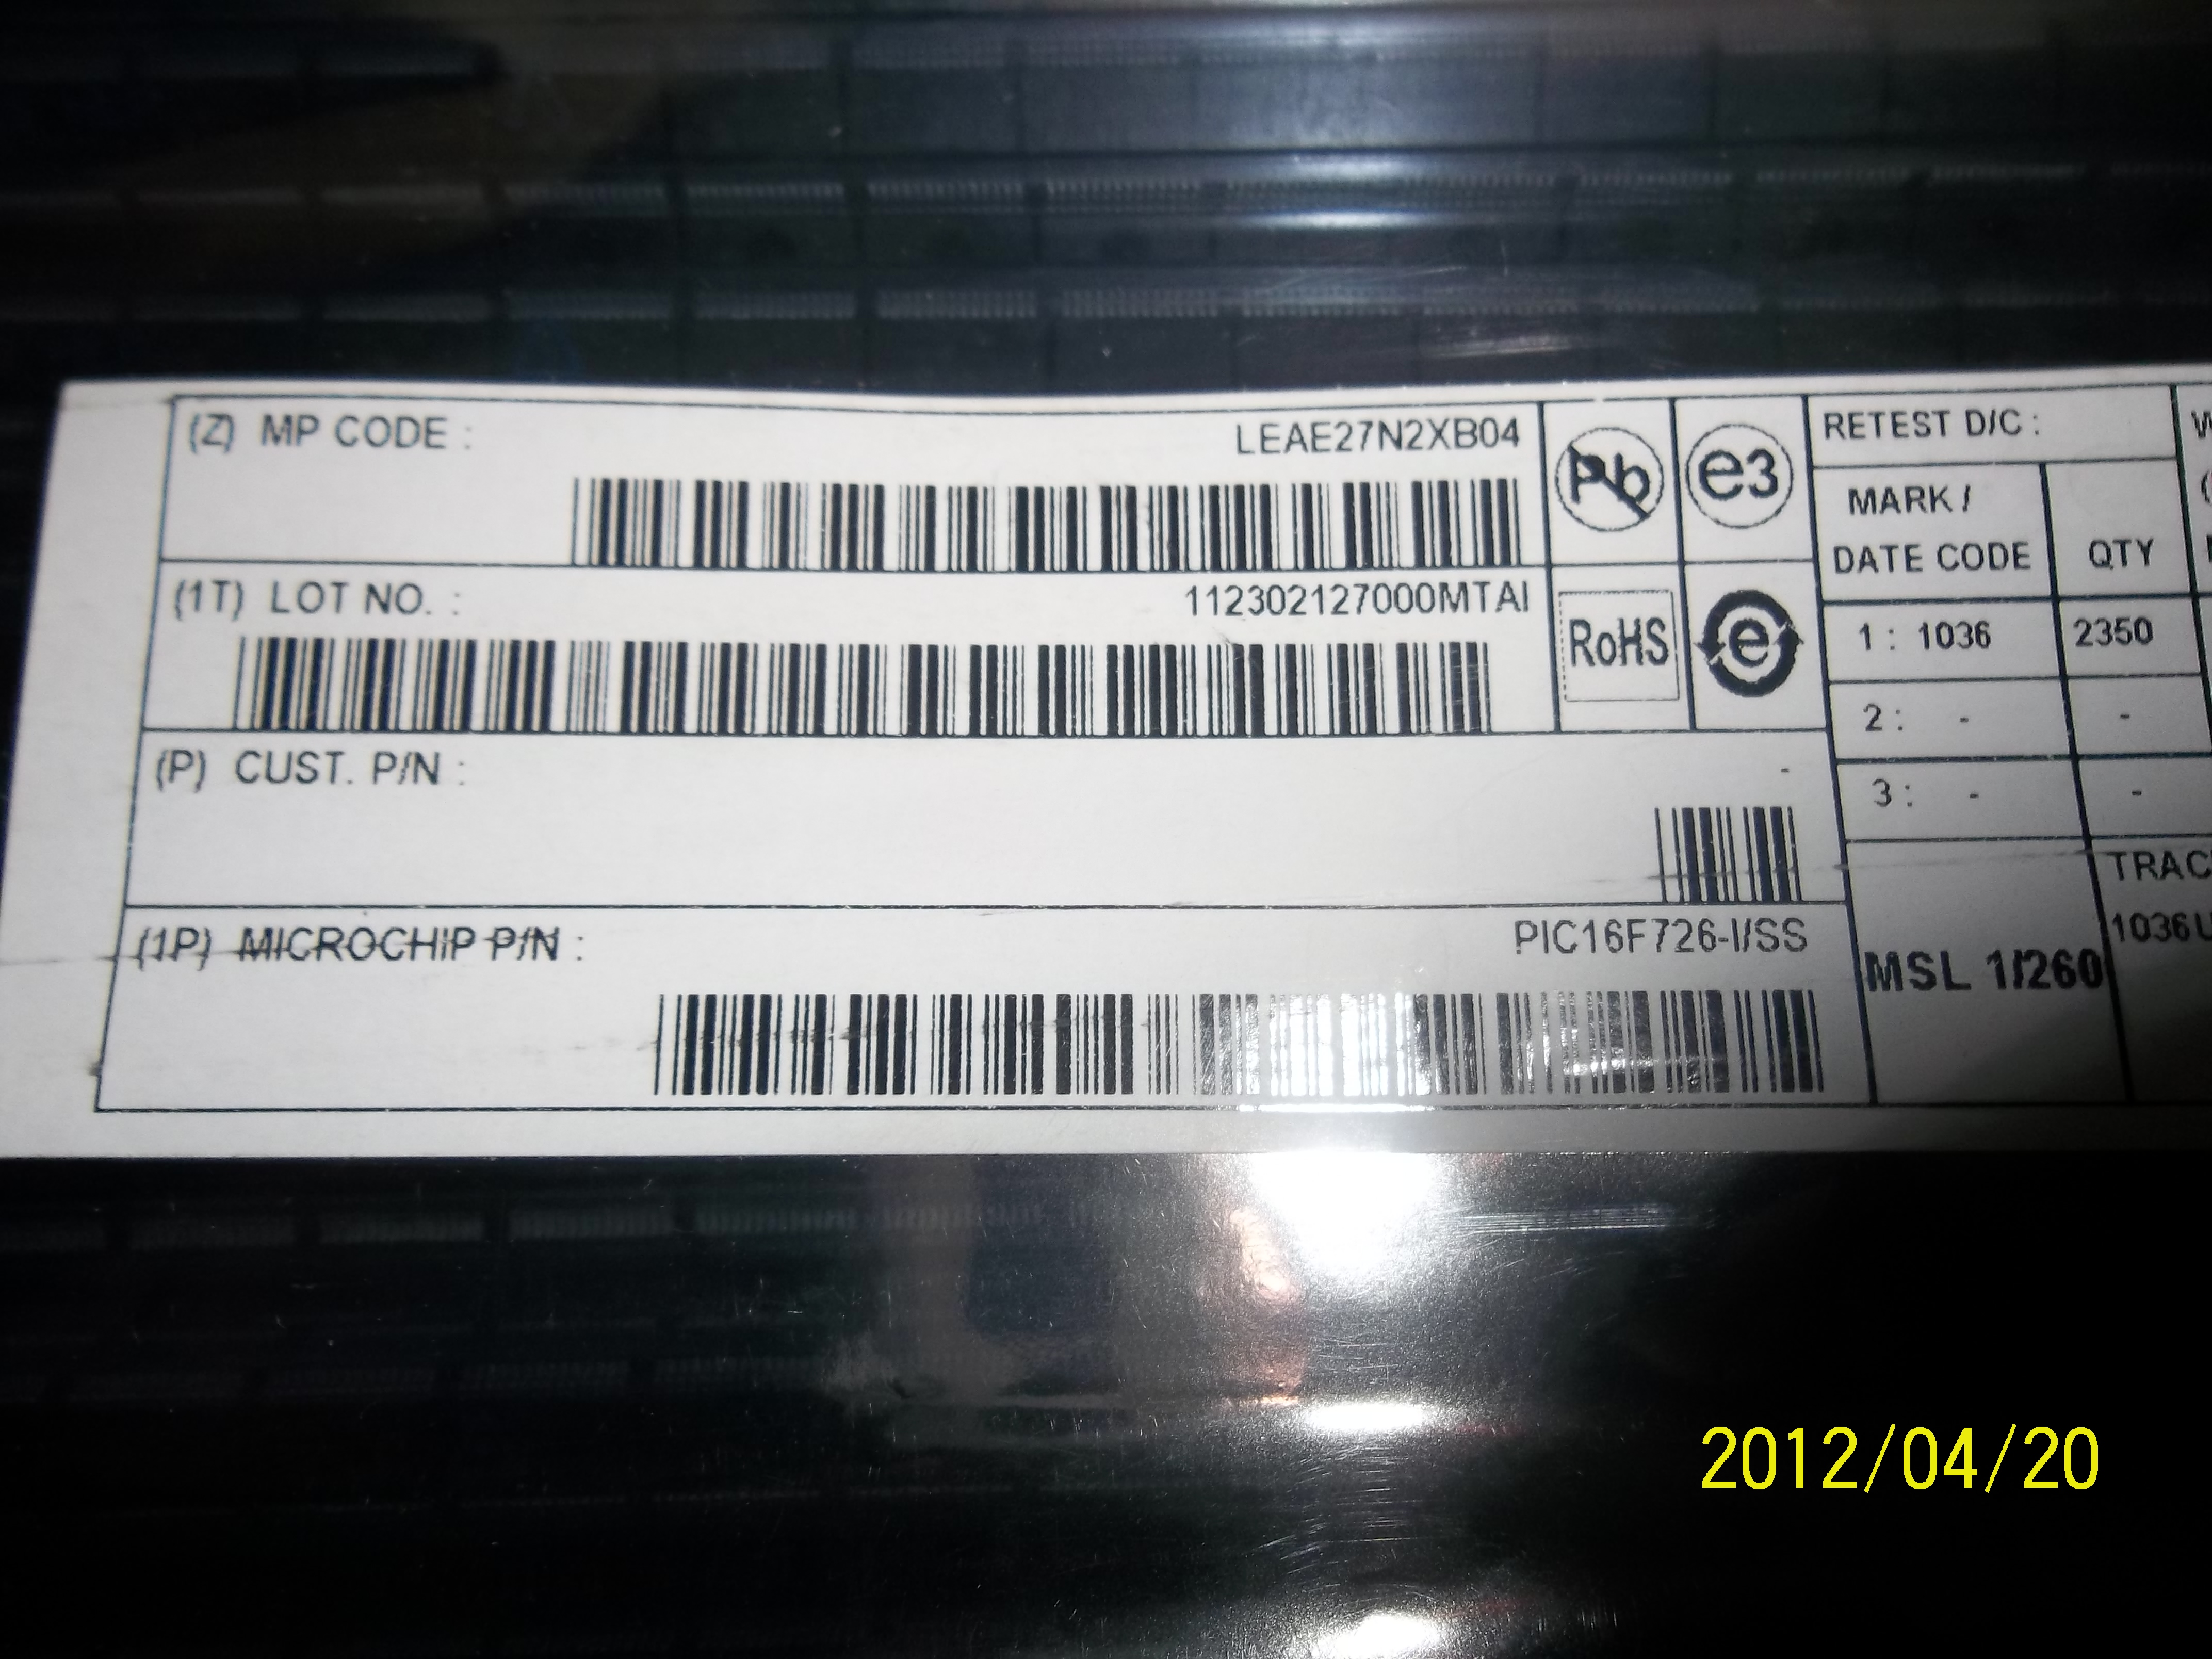 (Z) MP CODE : LEAE27N2XB04
(1T) LOT NO. : 112302127000MTAI
(P) CUST. P/N : -
(1P) MICROCHIP P/N : PIC16F726-I/SS
Pb
e3
RoHS
e
RETEST D/C :
MARK /
DATE CODE QTY
1 : 1036 2350
2 : - -
3 : - -
MSL 1/260
TRAC
1036U
2012/04/20